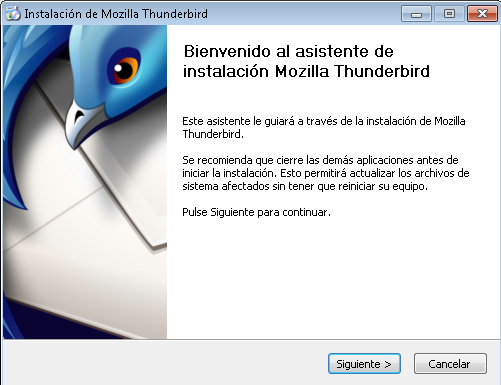 Instalación de Mozilla Thunderbird
Bienvenido al asistente de
instalación Mozilla Thunderbird
Este asistente le guiará a través de la instalación de Mozilla
Thunderbird.
Se recomienda que cierre las demás aplicaciones antes de
iniciar la instalación. Esto permitirá actualizar los archivos de
sistema afectados sin tener que reiniciar su equipo.
Pulse Siguiente para continuar.
Siguiente >
Cancelar